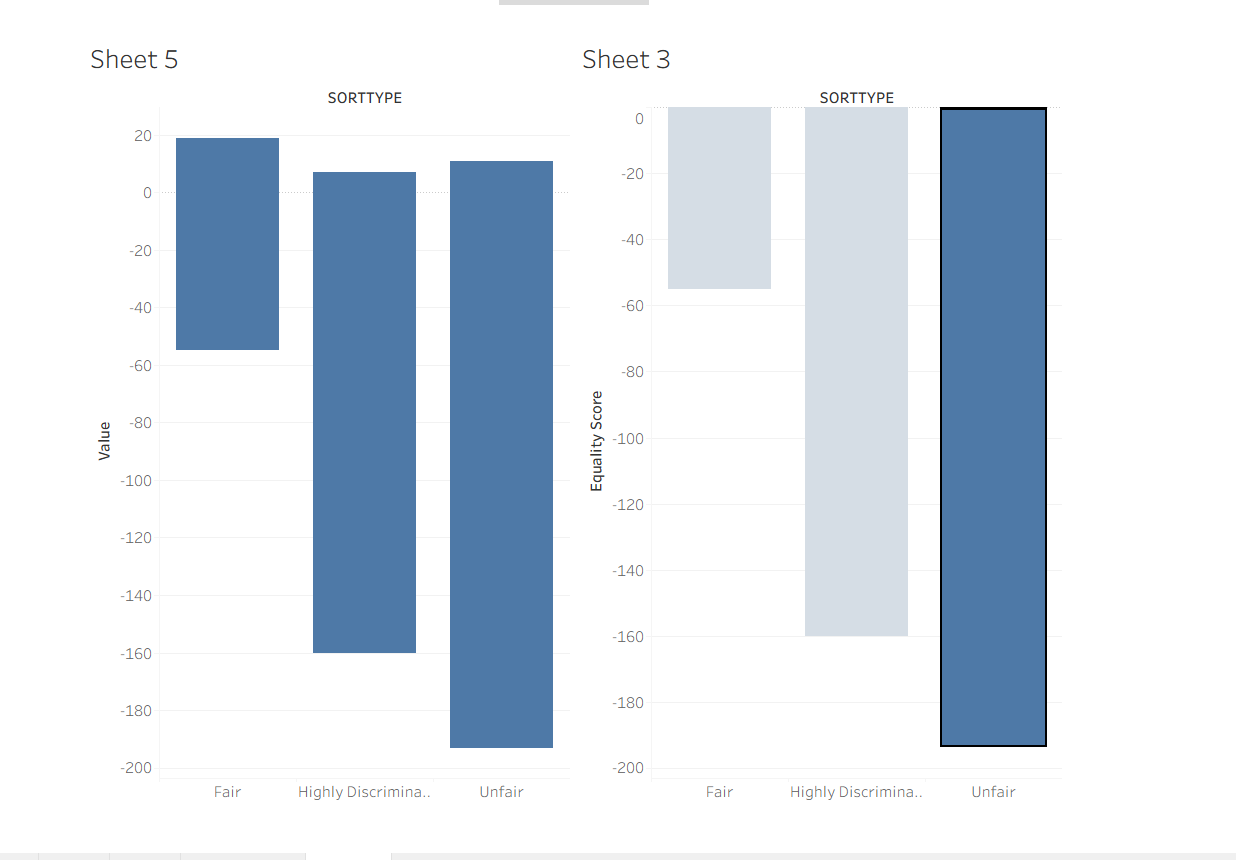 Sheet 5
SORTTYPE
20
0
-20
-40
-60
-80
-100
-120
-140
-160
-180
-200
Value
Fair
Highly Discrimina..
Unfair
Sheet 3
SORTTYPE
0
-20
-40
-60
-80
-100
-120
-140
-160
-180
-200
Equality Score
Fair
Highly Discrimina..
Unfair